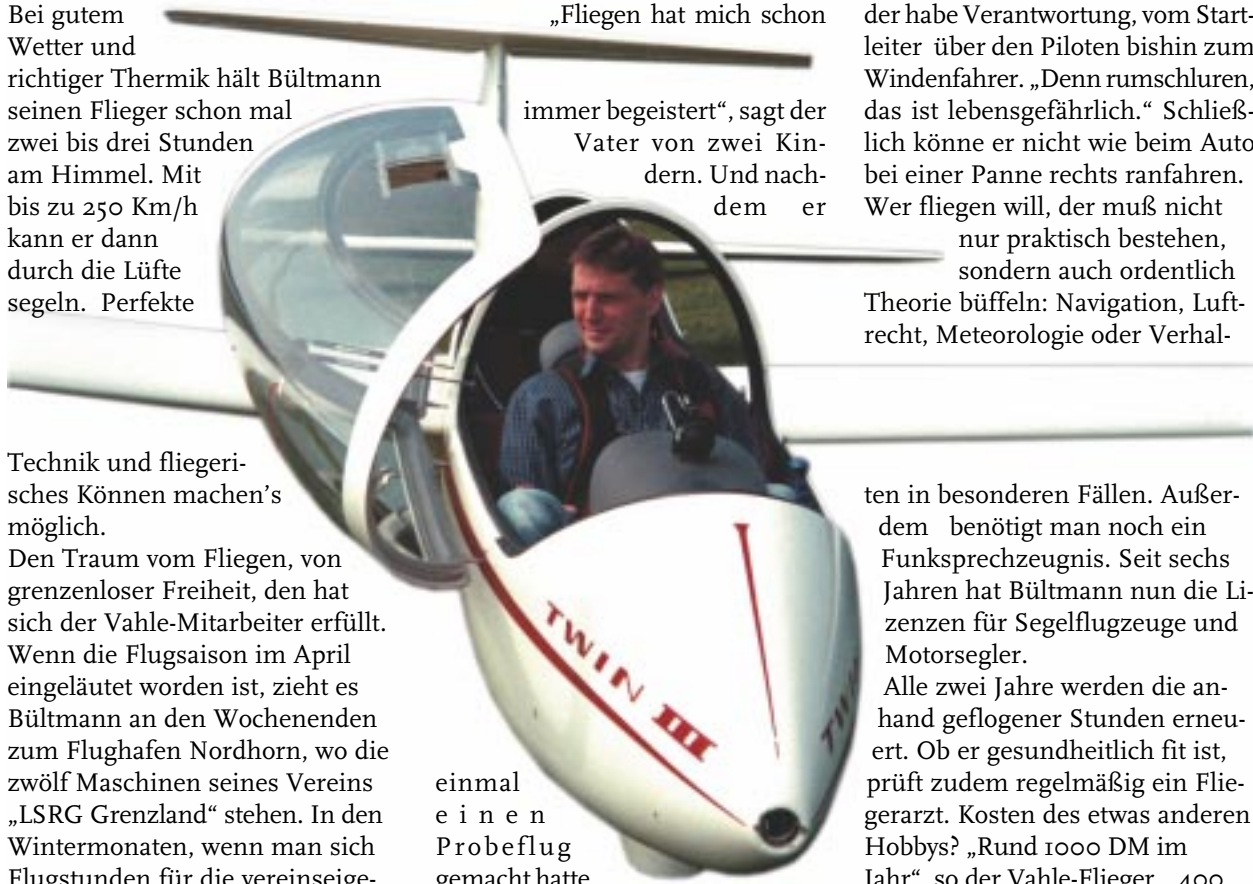 Bei gutem
Wetter und
richtiger Thermik hält Bültmann
seinen Flieger schon mal
zwei bis drei Stunden
am Himmel. Mit
bis zu 250 Km/h
kann er dann
durch die Lüfte
segeln. Perfekte
Technik und fliegeri-
sches Können machen's
möglich.
Den Traum vom Fliegen, von
grenzenloser Freiheit, den hat
sich der Vahle-Mitarbeiter erfüllt.
Wenn die Flugsaison im April
eingeläutet worden ist, zieht es
Bültmann an den Wochenenden
zum Flughafen Nordhorn, wo die
zwölf Maschinen seines Vereins
„LSRG Grenzland“ stehen. In den
Wintermonaten, wenn man sich
Flugstunden für die vereinseige-
„Fliegen hat mich schon
immer begeistert“, sagt der
Vater von zwei Kin-
dern. Und nach-
dem er
einmal
einen
Probeflug
gemacht hatte
der habe Verantwortung, vom Start-
leiter über den Piloten bishin zum
Windenfahrer. „Denn rumschluren,
das ist lebensgefährlich.“ Schließ-
lich könne er nicht wie beim Auto
bei einer Panne rechts ranfahren.
Wer fliegen will, der muß nicht
nur praktisch bestehen,
sondern auch ordentlich
Theorie büffeln: Navigation, Luft-
recht, Meteorologie oder Verhal-
ten in besonderen Fällen. Außer-
dem benötigt man noch ein
Funksprechzeugnis. Seit sechs
Jahren hat Bültmann nun die Li-
zenzen für Segelflugzeuge und
Motorsegler.
Alle zwei Jahre werden die an-
hand geflogener Stunden erneu-
ert. Ob er gesundheitlich fit ist,
prüft zudem regelmäßig ein Flie-
gerarzt. Kosten des etwas anderen
Hobbys? „Rund 1000 DM im
Jahr“, so der Vahle-Flieger, „400
TWIN III
TWIN